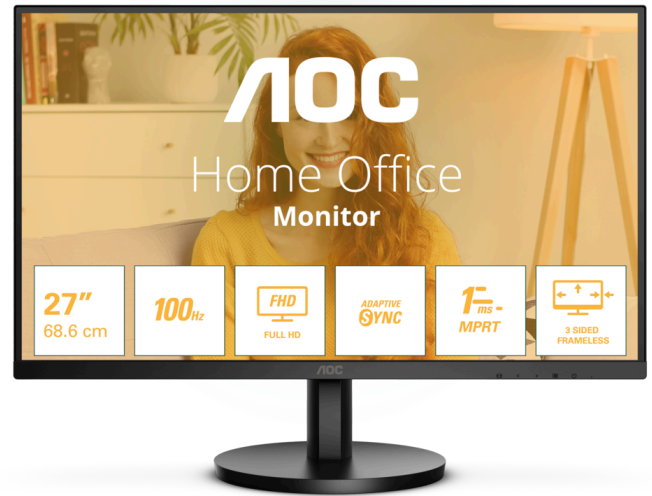 AOC
Home Office
Monitor
27″
68.6 cm
100Hz
FHD
FULL HD
ADAPTIVE
SYNC
1ms
MPRT
3 SIDED
FRAMELESS
AOC